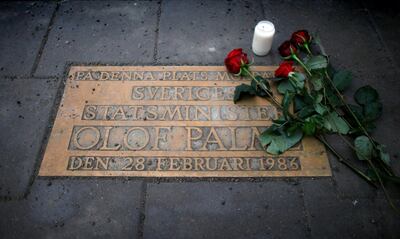 PÅ DENNA PLATS
SVERIGES
STATSMINISTER
OLOF PALME
DEN 28 FEBRUARI 1986